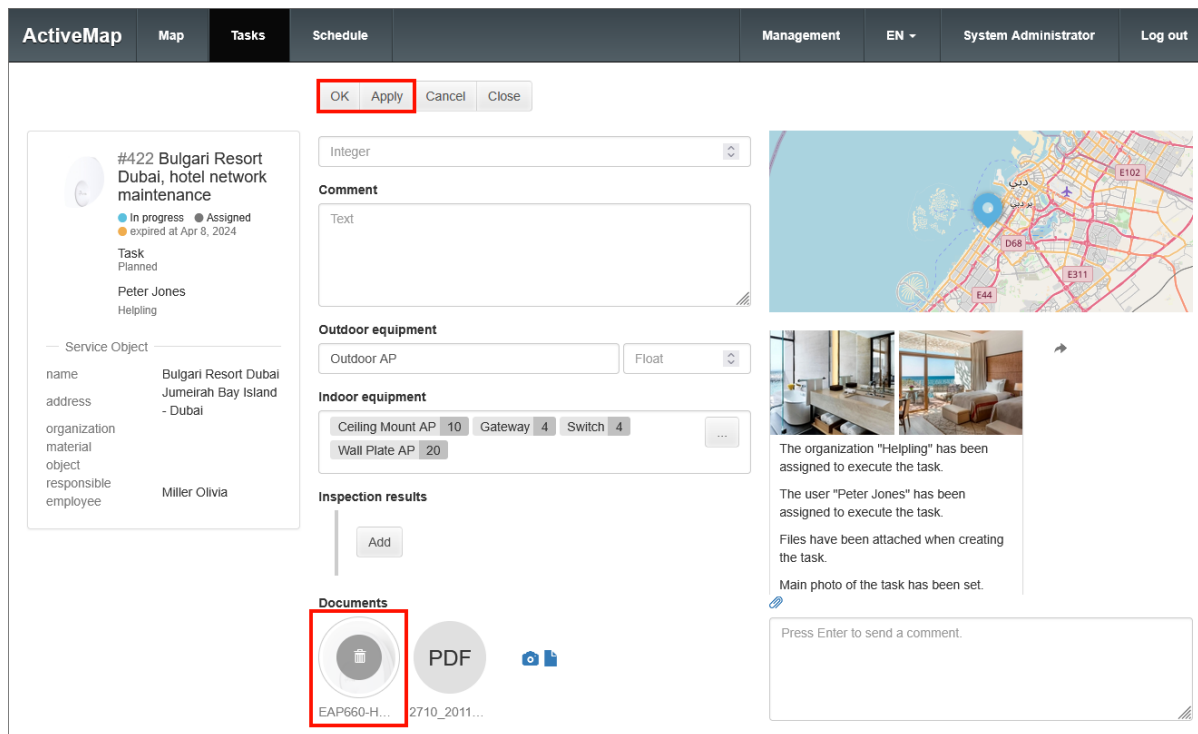 ActiveMap Map Tasks Schedule Management EN System Administrator Log out
OK Apply Cancel Close
#422 Bulgari Resort
Dubai, hotel network
maintenance
In progress Assigned
expired at Apr 8, 2024
Task
Planned
Peter Jones
Helpling
Service Object
name Bulgari Resort Dubai
address Jumeirah Bay Island
- Dubai
organization
material
object
responsible
employee Miller Olivia
Integer
Comment
Text
Outdoor equipment
Outdoor AP Float
Indoor equipment
Ceiling Mount AP 10 Gateway 4 Switch 4
Wall Plate AP 20
...
Inspection results
Add
Documents
PDF
EAP660-H... 2710_2011...
E102
دبي
بر دبي
D68
E311
E44
The organization "Helpling" has been
assigned to execute the task.
The user "Peter Jones" has been
assigned to execute the task.
Files have been attached when creating
the task.
Main photo of the task has been set.
Press Enter to send a comment.